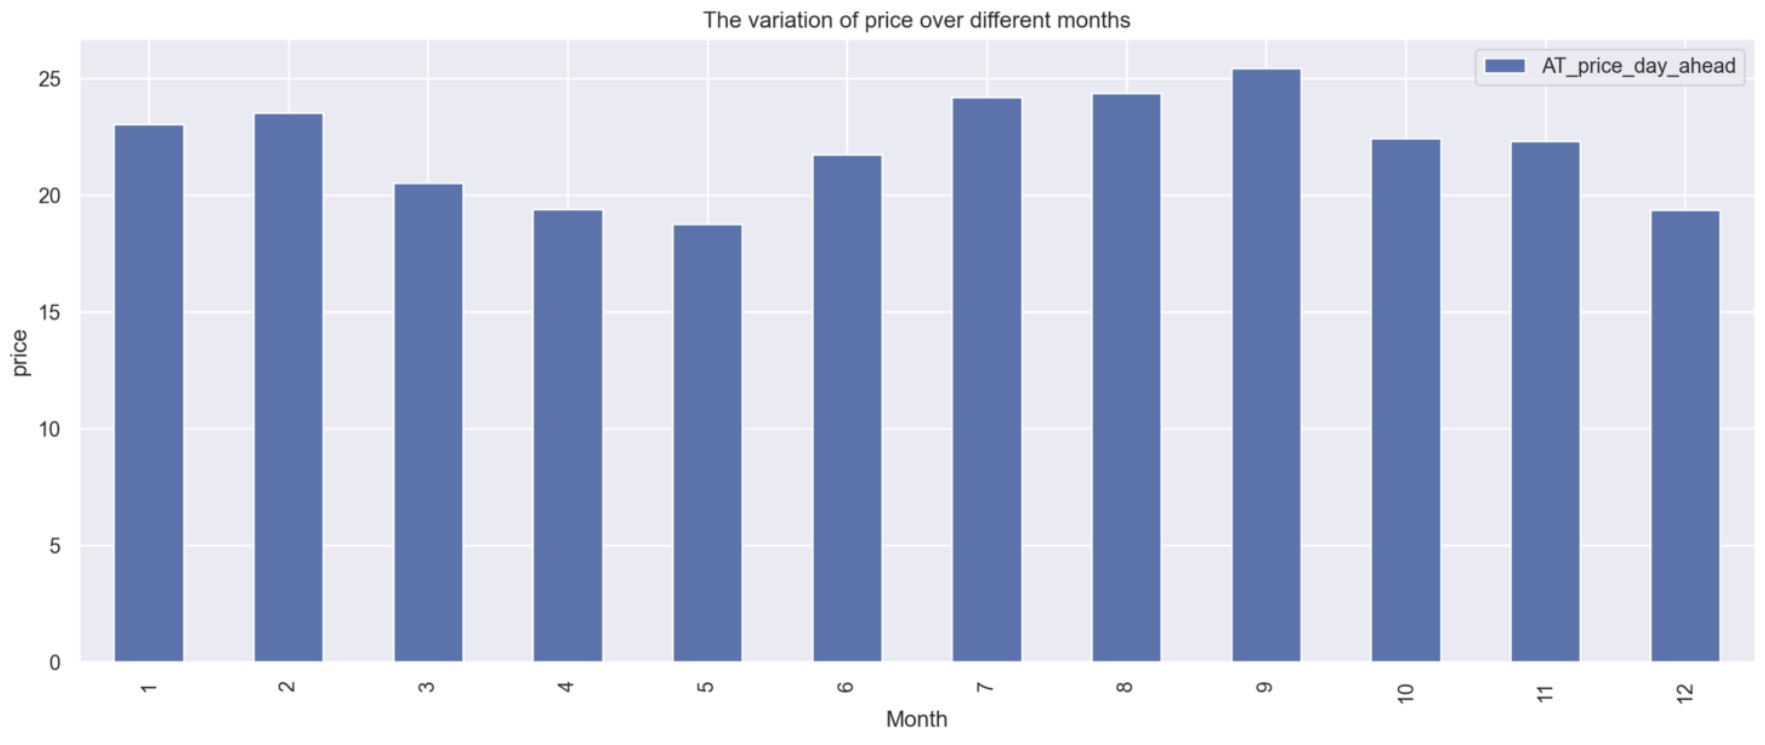 The variation of price over different months
AT_price_day_ahead
price
25
20
15
10
5
0
1 2 3 4 5 6 7 8 9 10 11 12
Month